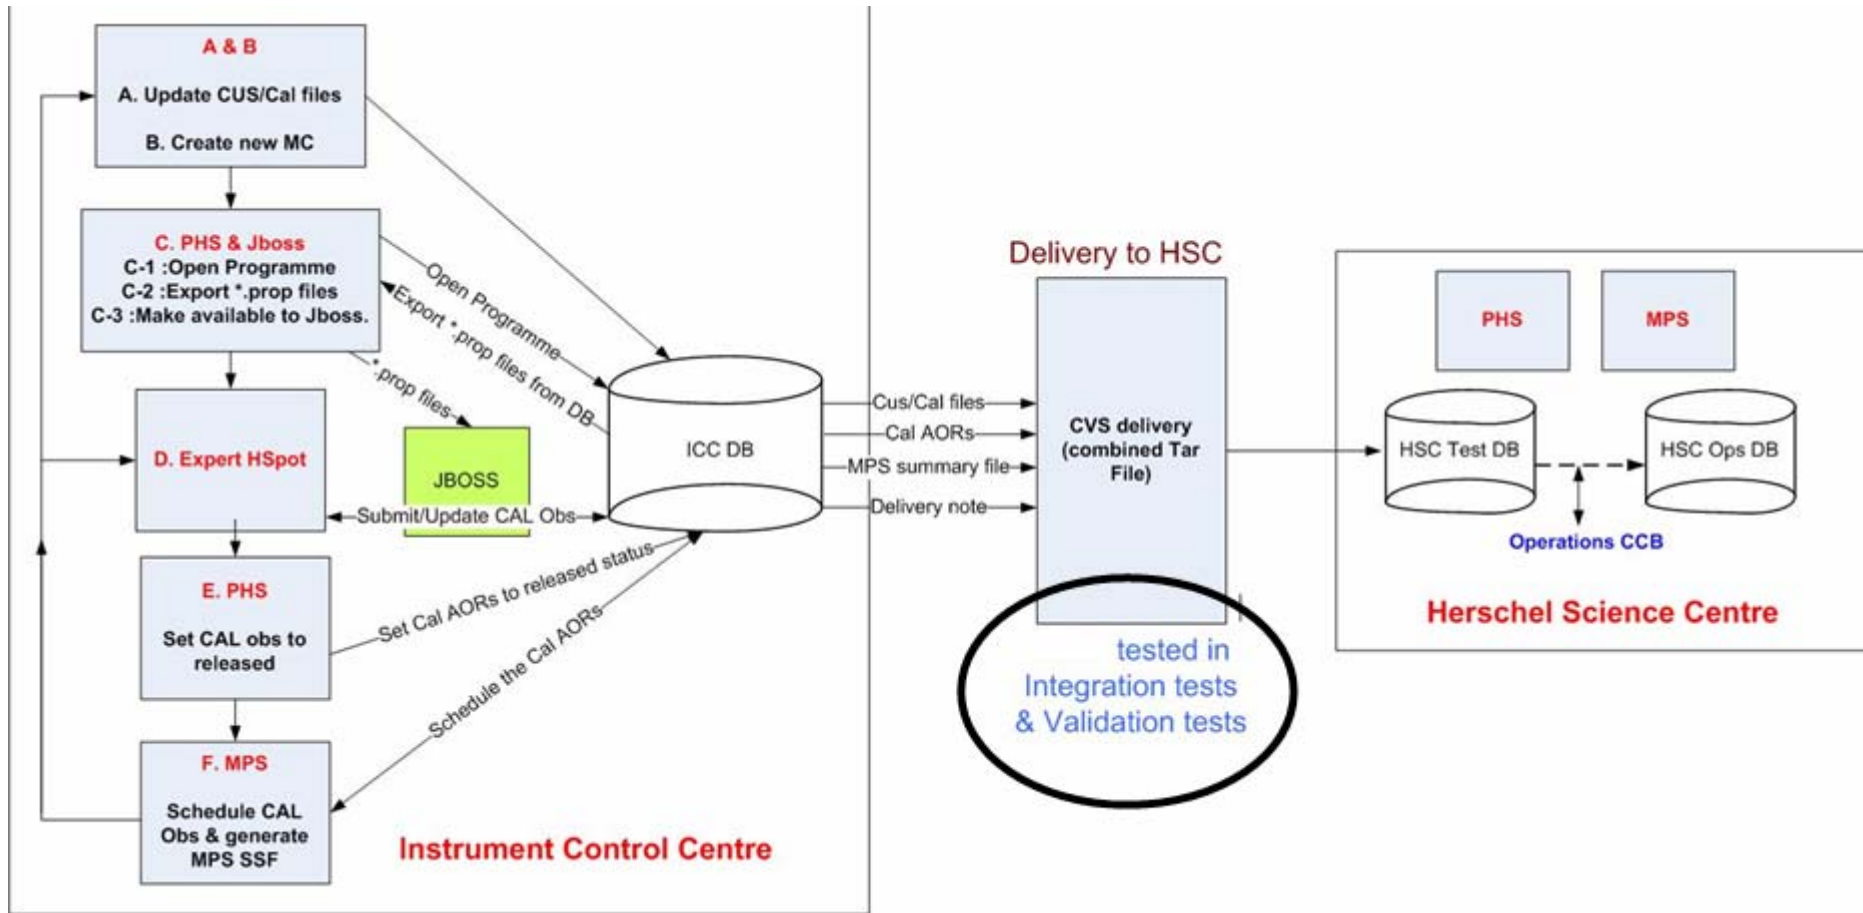 A & B
A. Update CUS/Cal files
B. Create new MC
C. PHS & Jboss
C-1 :Open Programme
C-2 :Export *.prop files
C-3 :Make available to Jboss.
Open Programme
Export *.prop files from DB
*.prop files
D. Expert HSpot
JBOSS
Submit/Update CAL Obs
ICC DB
E. PHS
Set CAL obs to
released
Set Cal AORs to released status
Schedule the Cal AORs
F. MPS
Schedule CAL
Obs & generate
MPS SSF
Instrument Control Centre
Cus/Cal files
Cal AORs
MPS summary file
Delivery note
Delivery to HSC
CVS delivery
(combined Tar
File)
tested in
Integration tests
& Validation tests
PHS
MPS
HSC Test DB
HSC Ops DB
Operations CCB
Herschel Science Centre